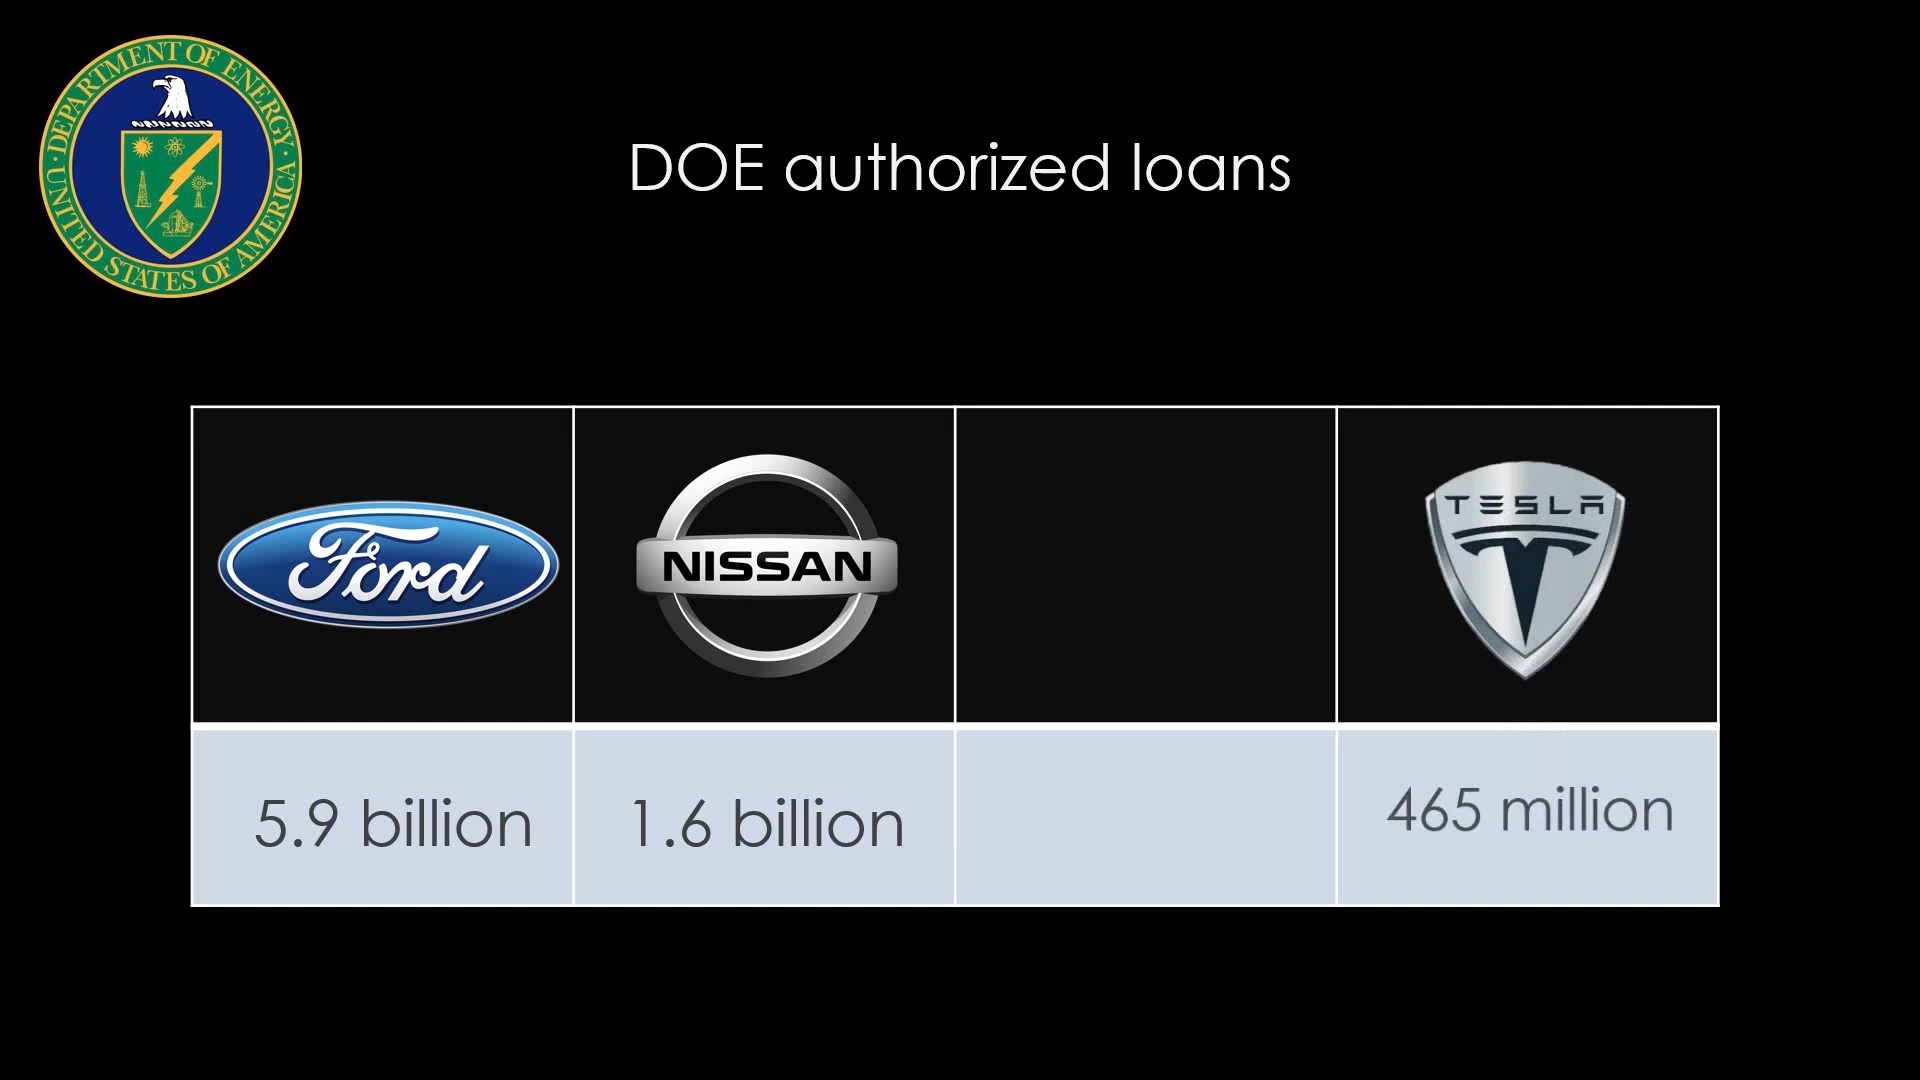 DEPARTMENT OF ENERGY
UNITED STATES OF AMERICA
DOE authorized loans
Ford
NISSAN
TESLA
5.9 billion
1.6 billion
465 million